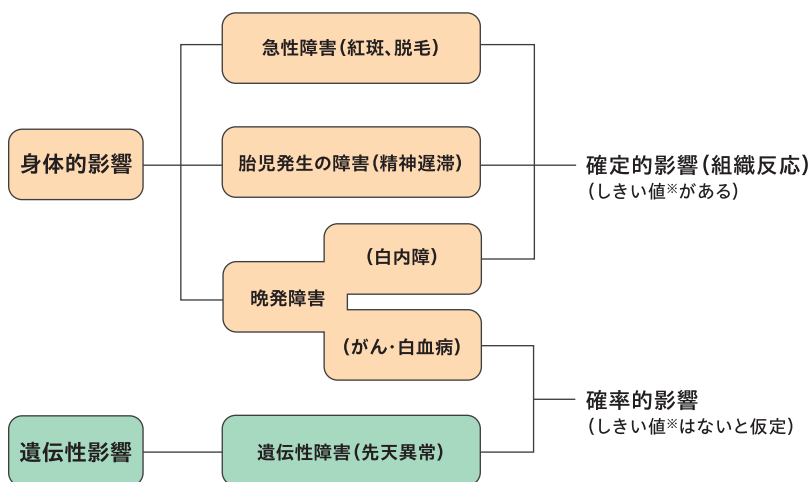 急性障害(紅斑、脱毛)
身体的影響
胎児発生の障害(精神遅滞)
確定的影響(組織反応)
(しきい値※がある)
(白内障)
晩発障害
(がん・白血病)
確率的影響
(しきい値※はないと仮定)
遺伝性影響
遺伝性障害(先天異常)